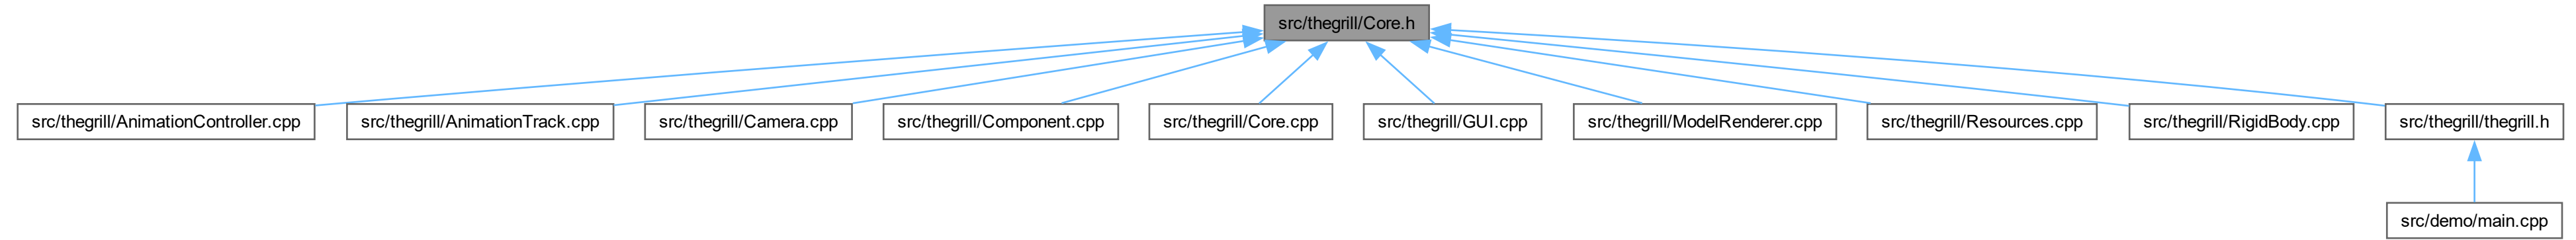 src/thegrill/Core.h
src/thegrill/AnimationController.cpp
src/thegrill/AnimationTrack.cpp
src/thegrill/Camera.cpp
src/thegrill/Component.cpp
src/thegrill/Core.cpp
src/thegrill/GUI.cpp
src/thegrill/ModelRenderer.cpp
src/thegrill/Resources.cpp
src/thegrill/RigidBody.cpp
src/thegrill/thegrill.h
src/demo/main.cpp